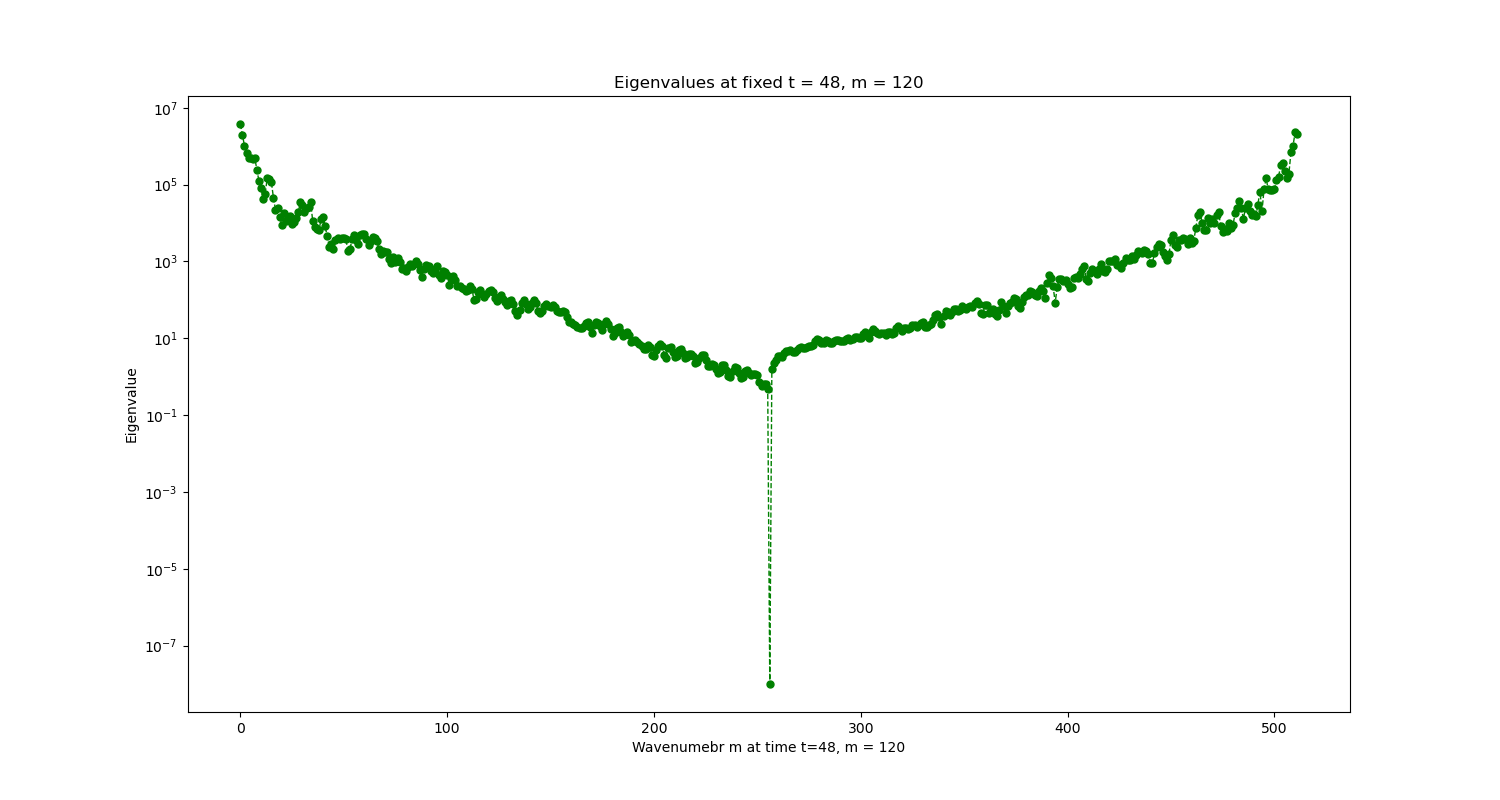 Eigenvalues at fixed t = 48, m = 120
10^7
10^5
10^3
10^1
10^−1
10^−3
10^−5
10^−7
Eigenvalue
0 100 200 300 400 500
Wavenumebr m at time t=48, m = 120